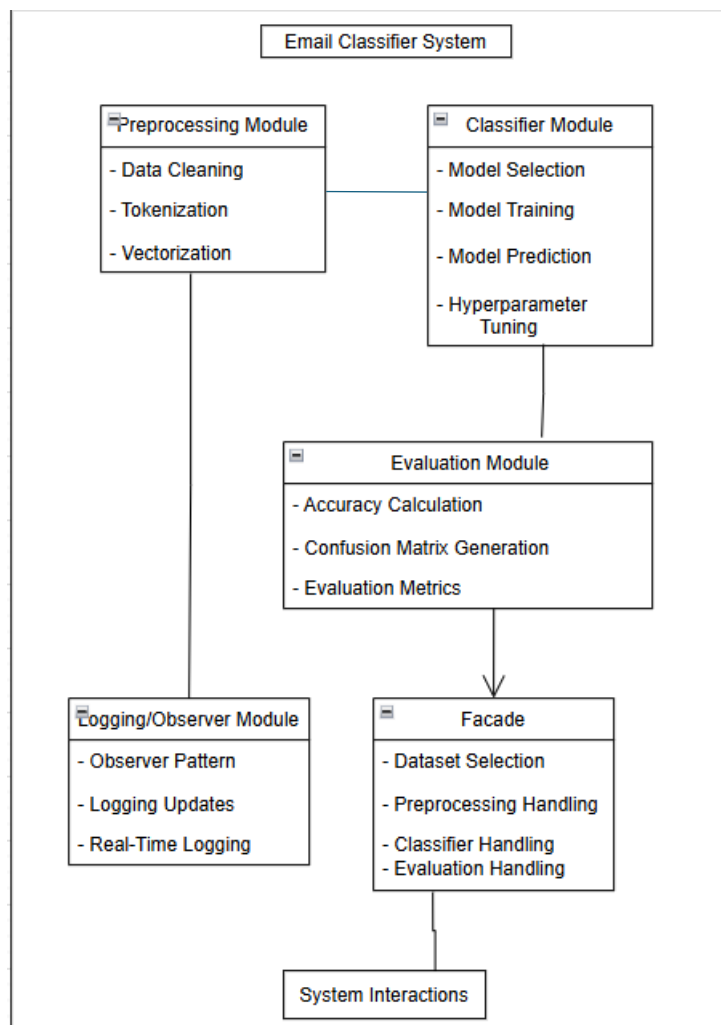 Email Classifier System
Preprocessing Module
- Data Cleaning
- Tokenization
- Vectorization
Classifier Module
- Model Selection
- Model Training
- Model Prediction
- Hyperparameter
Tuning
Evaluation Module
- Accuracy Calculation
- Confusion Matrix Generation
- Evaluation Metrics
Logging/Observer Module
- Observer Pattern
- Logging Updates
- Real-Time Logging
Facade
- Dataset Selection
- Preprocessing Handling
- Classifier Handling
- Evaluation Handling
System Interactions